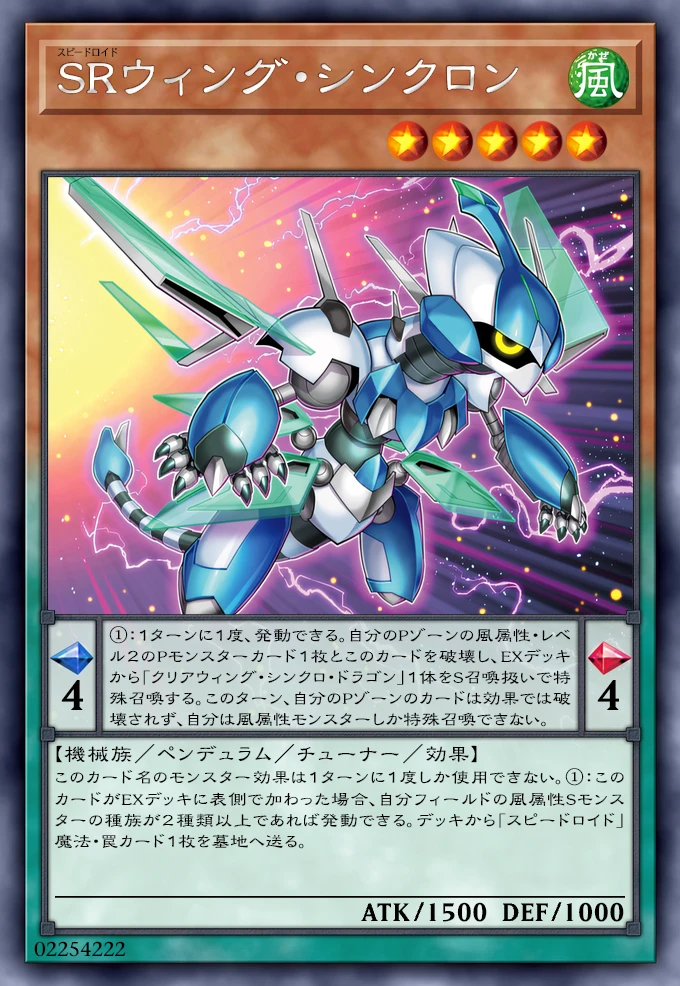 スピードロイド
SRウィング・シンクロン
かぜ
風
①:1ターンに1度、発動できる。自分のPゾーンの風属性・レベ
ル2のPモンスターカード1枚とこのカードを破壊し、EXデッキ
から「クリアウィング・シンクロ・ドラゴン」1体をS召喚扱いで特
殊召喚する。このターン、自分のPゾーンのカードは効果では破
壊されず、自分は風属性モンスターしか特殊召喚できない。
4
4
【機械族／ペンデュラム／チューナー／効果】
このカード名のモンスター効果は1ターンに1度しか使用できない。①:この
カードがEXデッキに表側で加わった場合、自分フィールドの風属性Sモンス
ターの種族が2種類以上であれば発動できる。デッキから「スピードロイド」
魔法・罠カード1枚を墓地へ送る。
ATK/1500 DEF/1000
02254222